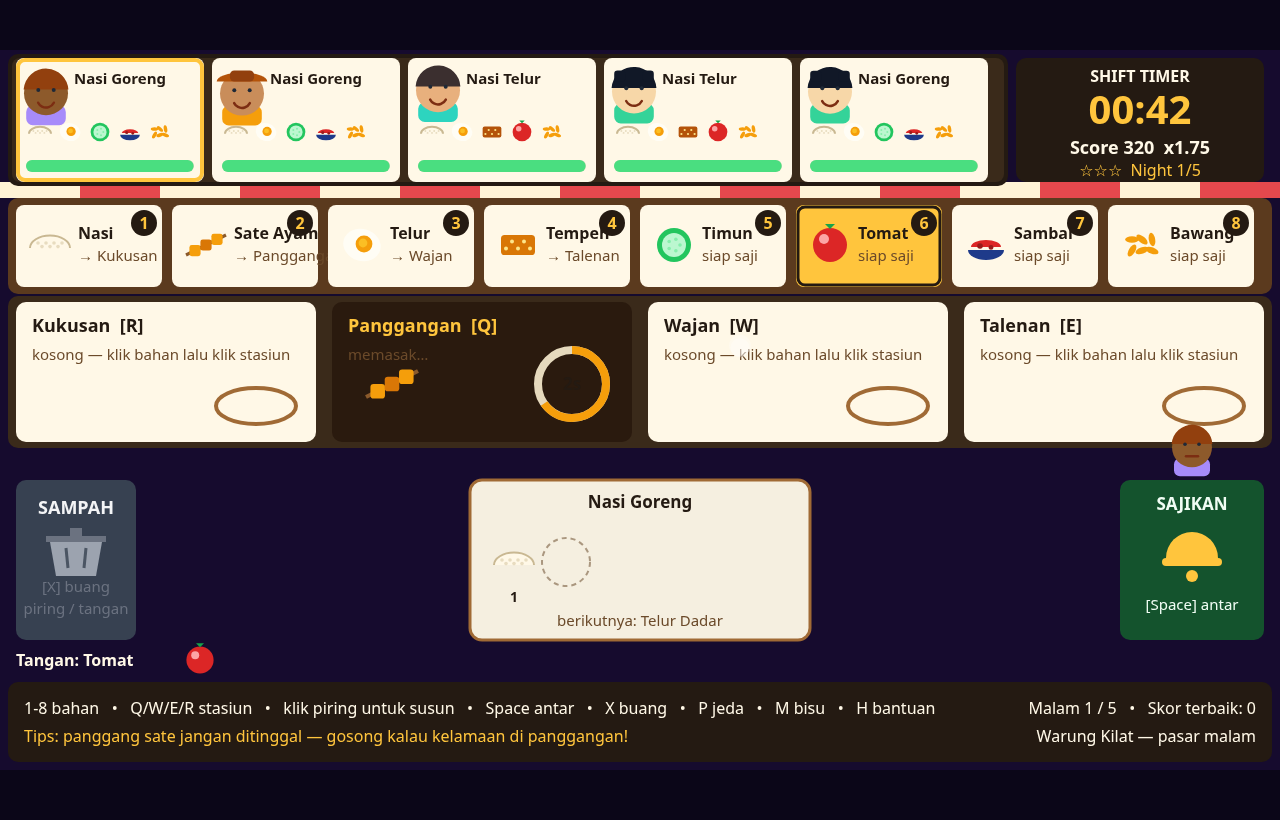 Nasi Goreng
Nasi Goreng
Nasi Telur
Nasi Telur
Nasi Goreng
SHIFT TIMER
00:42
Score 320 x1.75
☆☆☆ Night 1/5
Nasi 1
→ Kukusan
Sate Ayam 2
→ Panggang
Telur 3
→ Wajan
Tempe 4
→ Talenan
Timun 5
siap saji
Tomat 6
siap saji
Sambal 7
siap saji
Bawang 8
siap saji
Kukusan [R]
kosong — klik bahan lalu klik stasiun
Panggangan [Q]
memasak...
Wajan [W]
kosong — klik bahan lalu klik stasiun
Talenan [E]
kosong — klik bahan lalu klik stasiun
SAMPAH
[X] buang
piring / tangan
Nasi Goreng
1
berikutnya: Telur Dadar
SAJIKAN
[Space] antar
Tangan: Tomat
1-8 bahan • Q/W/E/R stasiun • klik piring untuk susun • Space antar • X buang • P jeda • M bisu • H bantuan
Malam 1 / 5 • Skor terbaik: 0
Tips: panggang sate jangan ditinggal — gosong kalau kelamaan di panggangan!
Warung Kilat — pasar malam